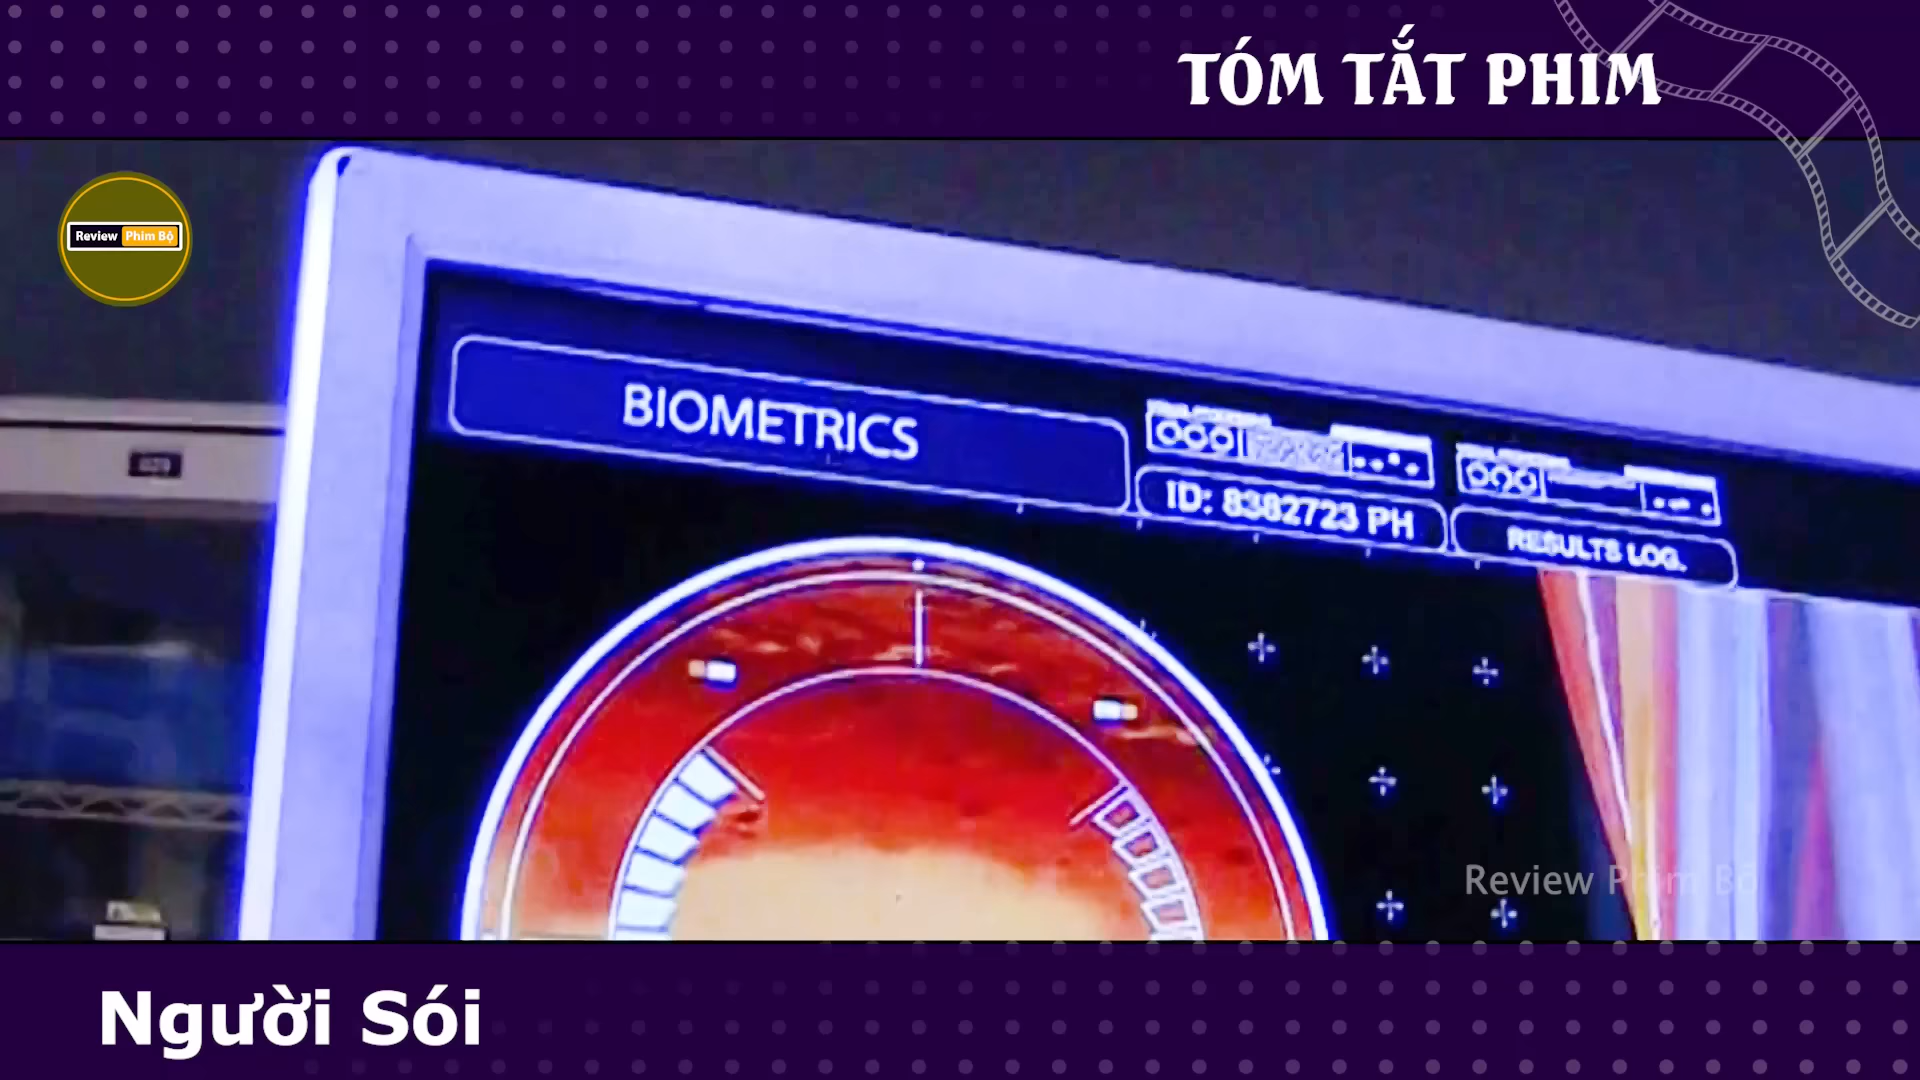 TÓM TẮT PHIM
Review Phim Bộ
BIOMETRICS
ID: 8382723 PH
RESULTS LOG.
Review Phim Bộ
Người Sói